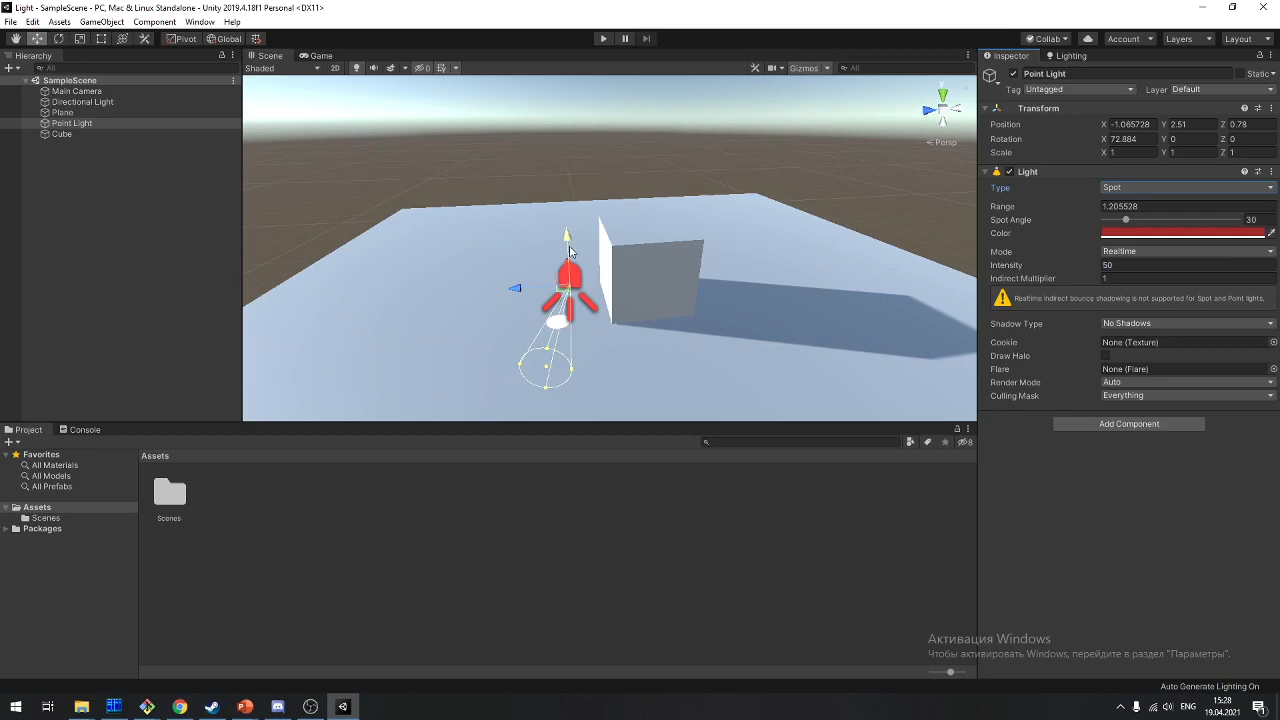 Light - SampleScene - PC, Mac & Linux Standalone - Unity 2019.4.18f1 Personal <DX11>
File Edit Assets GameObject Component Window Help
Pivot Global Collab Account Layers Layout
Hierarchy
All
SampleScene
Main Camera
Directional Light
Plane
Point Light
Cube
Scene Game
Shaded 2D 0 Gizmos All
y
Persp
Inspector Lighting
Point Light Static
Tag Untagged Layer Default
Transform
Position X -1.065728 Y 2.51 Z 0.78
Rotation X 72.884 Y 0 Z 0
Scale X 1 Y 1 Z 1
Light
Type Spot
Range 1.205528
Spot Angle 30
Color
Mode Realtime
Intensity 50
Indirect Multiplier 1
Realtime indirect bounce shadowing is not supported for Spot and Point lights.
Shadow Type No Shadows
Cookie None (Texture)
Draw Halo
Flare None (Flare)
Render Mode Auto
Culling Mask Everything
Add Component
Project Console
8
Favorites
All Materials
All Models
All Prefabs
Assets
Scenes
Packages
Assets
Scenes
Активация Windows
Чтобы активировать Windows, перейдите в раздел "Параметры".
Auto Generate Lighting On
ENG
15:28
19.04.2021
1